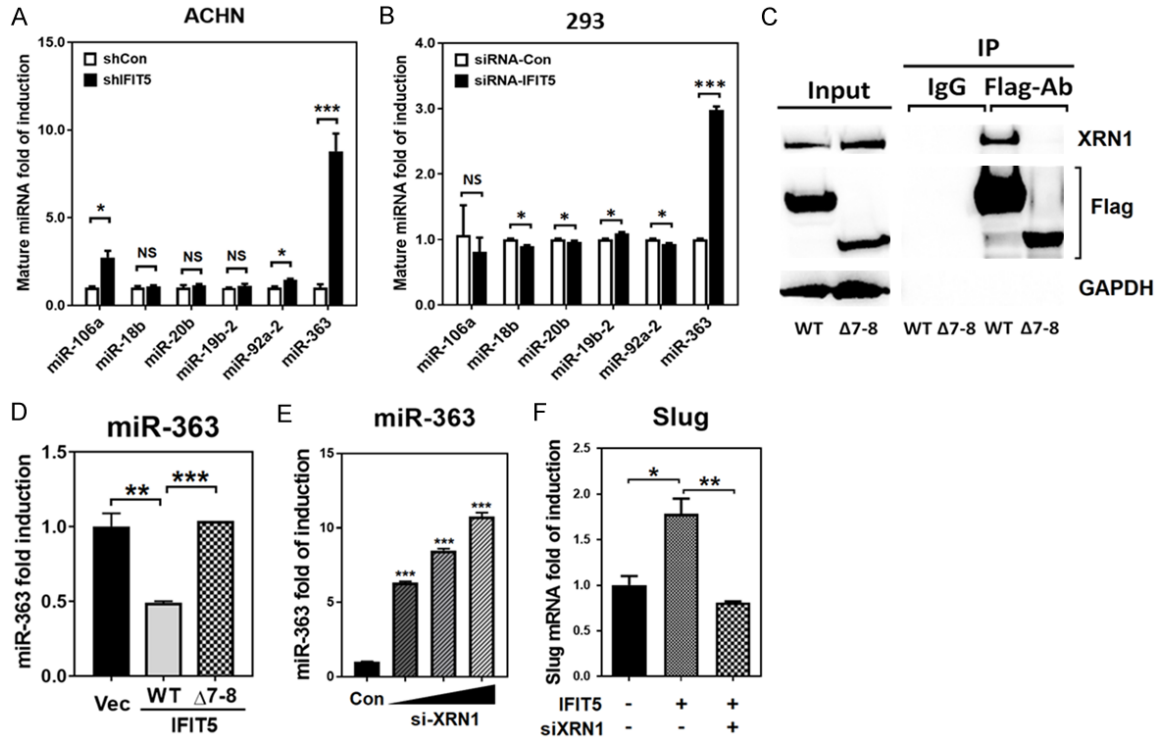 A
ACHN
Mature miRNA fold of induction
15.0
10.0
5.0
0.0
shCon
shIFIT5
*
NS
NS
NS
*
***
miR-106a
miR-18b
miR-20b
miR-19b-2
miR-92a-2
miR-363
B
293
Mature miRNA fold of induction
4.0
3.0
2.0
1.0
0.0
siRNA-Con
siRNA-IFIT5
NS
*
*
*
*
***
miR-106a
miR-18b
miR-20b
miR-19b-2
miR-92a-2
miR-363
C
IP
Input
IgG
Flag-Ab
XRN1
Flag
GAPDH
WT Δ7-8 WT Δ7-8 WT Δ7-8
D
miR-363
miR-363 fold induction
1.5
1.0
0.5
0.0
** ***
Vec WT Δ7-8
IFIT5
E
miR-363
miR-363 fold induction
15
10
5
0
***
***
***
Con
si-XRN1
F
Slug
Slug mRNA fold of induction
2.5
2.0
1.5
1.0
0.5
0.0
* **
IFIT5 - + +
siXRN1 - - +